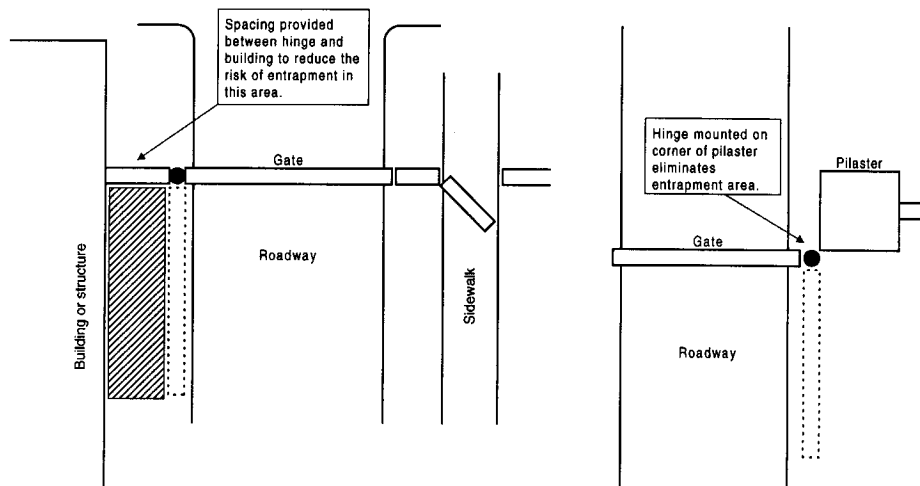 Spacing provided
between hinge and
building to reduce the
risk of entrapment in
this area.
Gate
Building or structure
Roadway
Sidewalk
Hinge mounted on
corner of pilaster
eliminates
entrapment area.
Pilaster
Gate
Roadway